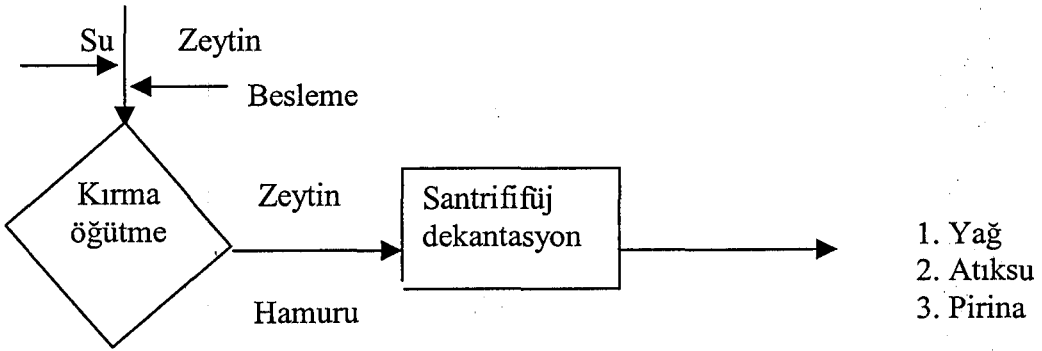 Su
Zeytin
Besleme
Kırma
öğütme
Zeytin
Hamuru
Santrififüj
dekantasyon
1. Yağ
2. Atıksu
3. Pirina